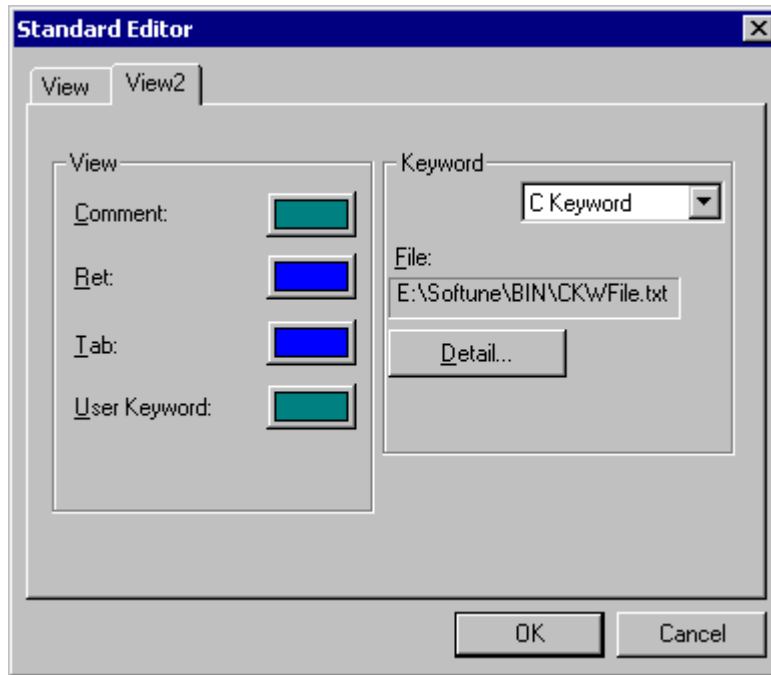 Standard Editor
View
View2
View
Comment:
Ret:
Tab:
User Keyword:
Keyword
C Keyword
File:
E:\Softune\BIN\CKWFile.txt
Detail...
OK
Cancel